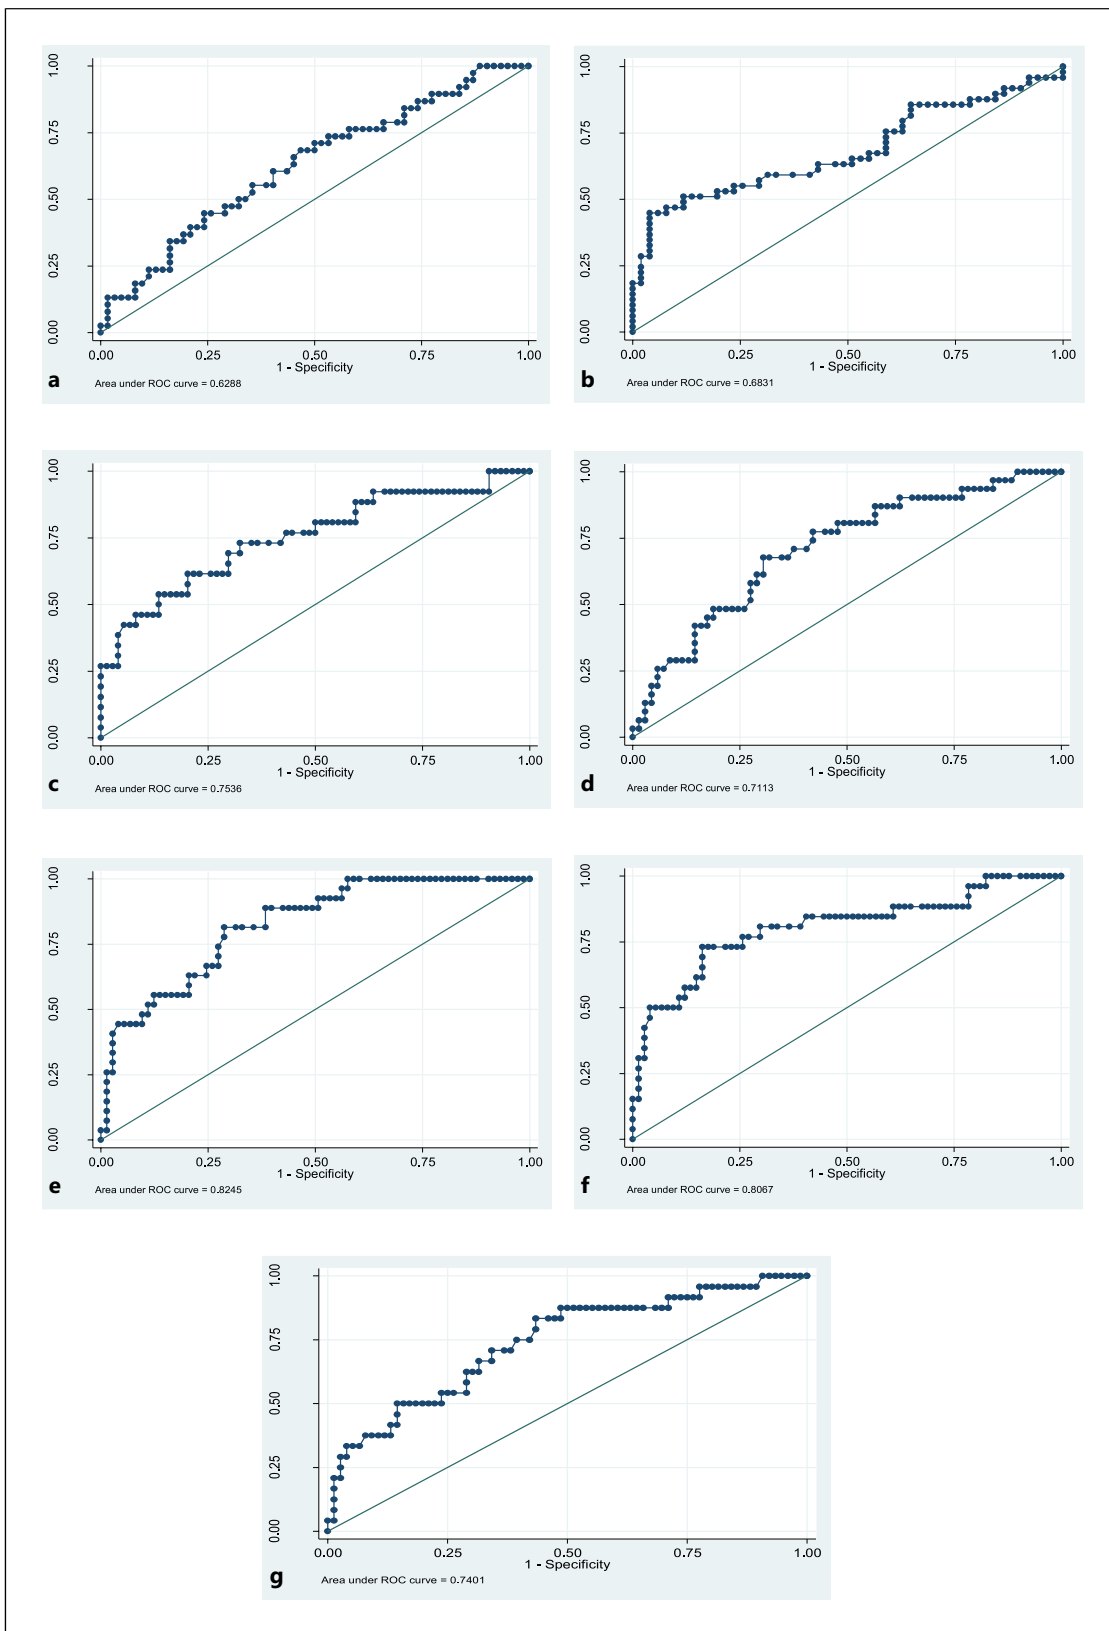 1.00
0.75
0.50
0.25
0.00
0.00 0.25 0.50 0.75 1.00
1 - Specificity
a Area under ROC curve = 0.6288
1.00
0.75
0.50
0.25
0.00
0.00 0.25 0.50 0.75 1.00
1 - Specificity
b Area under ROC curve = 0.6831
1.00
0.75
0.50
0.25
0.00
0.00 0.25 0.50 0.75 1.00
1 - Specificity
c Area under ROC curve = 0.7536
1.00
0.75
0.50
0.25
0.00
0.00 0.25 0.50 0.75 1.00
1 - Specificity
d Area under ROC curve = 0.7113
1.00
0.75
0.50
0.25
0.00
0.00 0.25 0.50 0.75 1.00
1 - Specificity
e Area under ROC curve = 0.8245
1.00
0.75
0.50
0.25
0.00
0.00 0.25 0.50 0.75 1.00
1 - Specificity
f Area under ROC curve = 0.8067
1.00
0.75
0.50
0.25
0.00
0.00 0.25 0.50 0.75 1.00
1 - Specificity
g Area under ROC curve = 0.7401